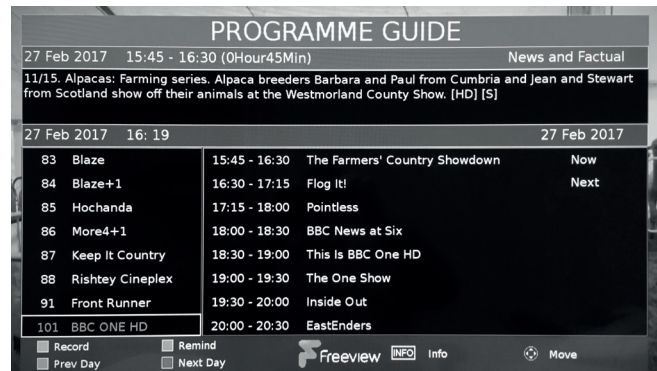 PROGRAMME GUIDE
27 Feb 2017 15:45 - 16:30 (0Hour45Min) News and Factual
11/15. Alpacas: Farming series. Alpaca breeders Barbara and Paul from Cumbria and Jean and Stewart
from Scotland show off their animals at the Westmorland County Show. [HD] [S]
27 Feb 2017 16: 19 27 Feb 2017
83 Blaze 15:45 - 16:30 The Farmers' Country Showdown Now
84 Blaze+1 16:30 - 17:15 Flog It! Next
85 Hochanda 17:15 - 18:00 Pointless
86 More4+1 18:00 - 18:30 BBC News at Six
87 Keep It Country 18:30 - 19:00 This Is BBC One HD
88 Rishtey Cineplex 19:00 - 19:30 The One Show
91 Front Runner 19:30 - 20:00 Inside Out
101 BBC ONE HD 20:00 - 20:30 EastEnders
Record Remind Freeview INFO Info Move
Prev Day Next Day